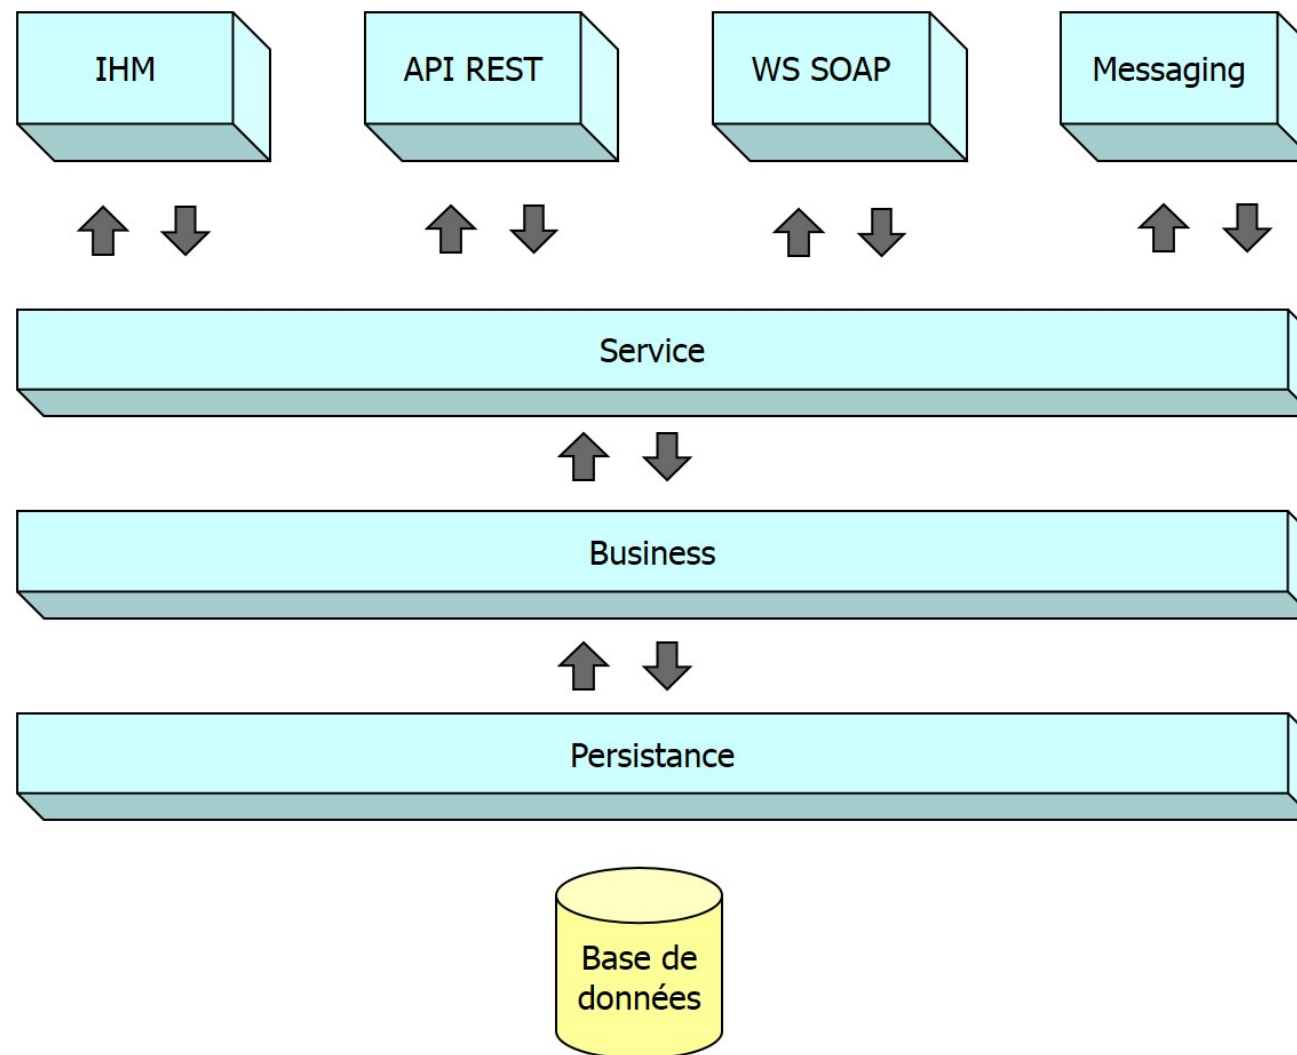 IHM
API REST
WS SOAP
Messaging
Service
Business
Persistance
Base de
données